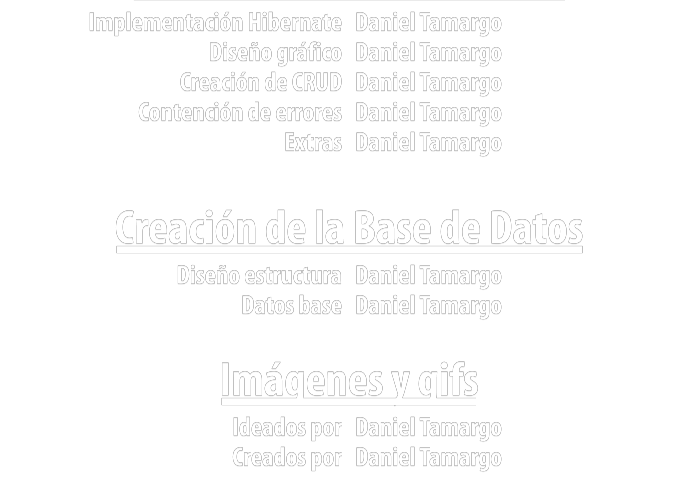 Implementación Hibernate Daniel Tamargo
Diseño gráfico Daniel Tamargo
Creación de CRUD Daniel Tamargo
Contención de errores Daniel Tamargo
Extras Daniel Tamargo
Creación de la Base de Datos
Diseño estructura Daniel Tamargo
Datos base Daniel Tamargo
Imágenes y gifs
Ideados por Daniel Tamargo
Creados por Daniel Tamargo